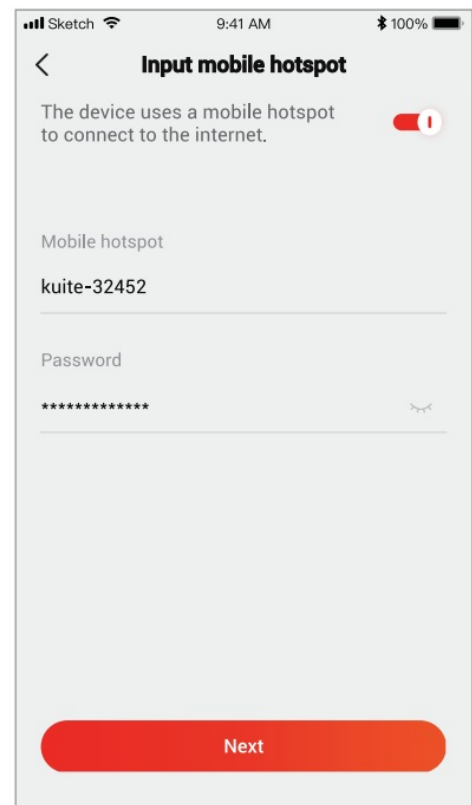 Sketch 9:41 AM 100%
Input mobile hotspot
The device uses a mobile hotspot
to connect to the internet.
Mobile hotspot
kuite-32452
Password
*************
Next